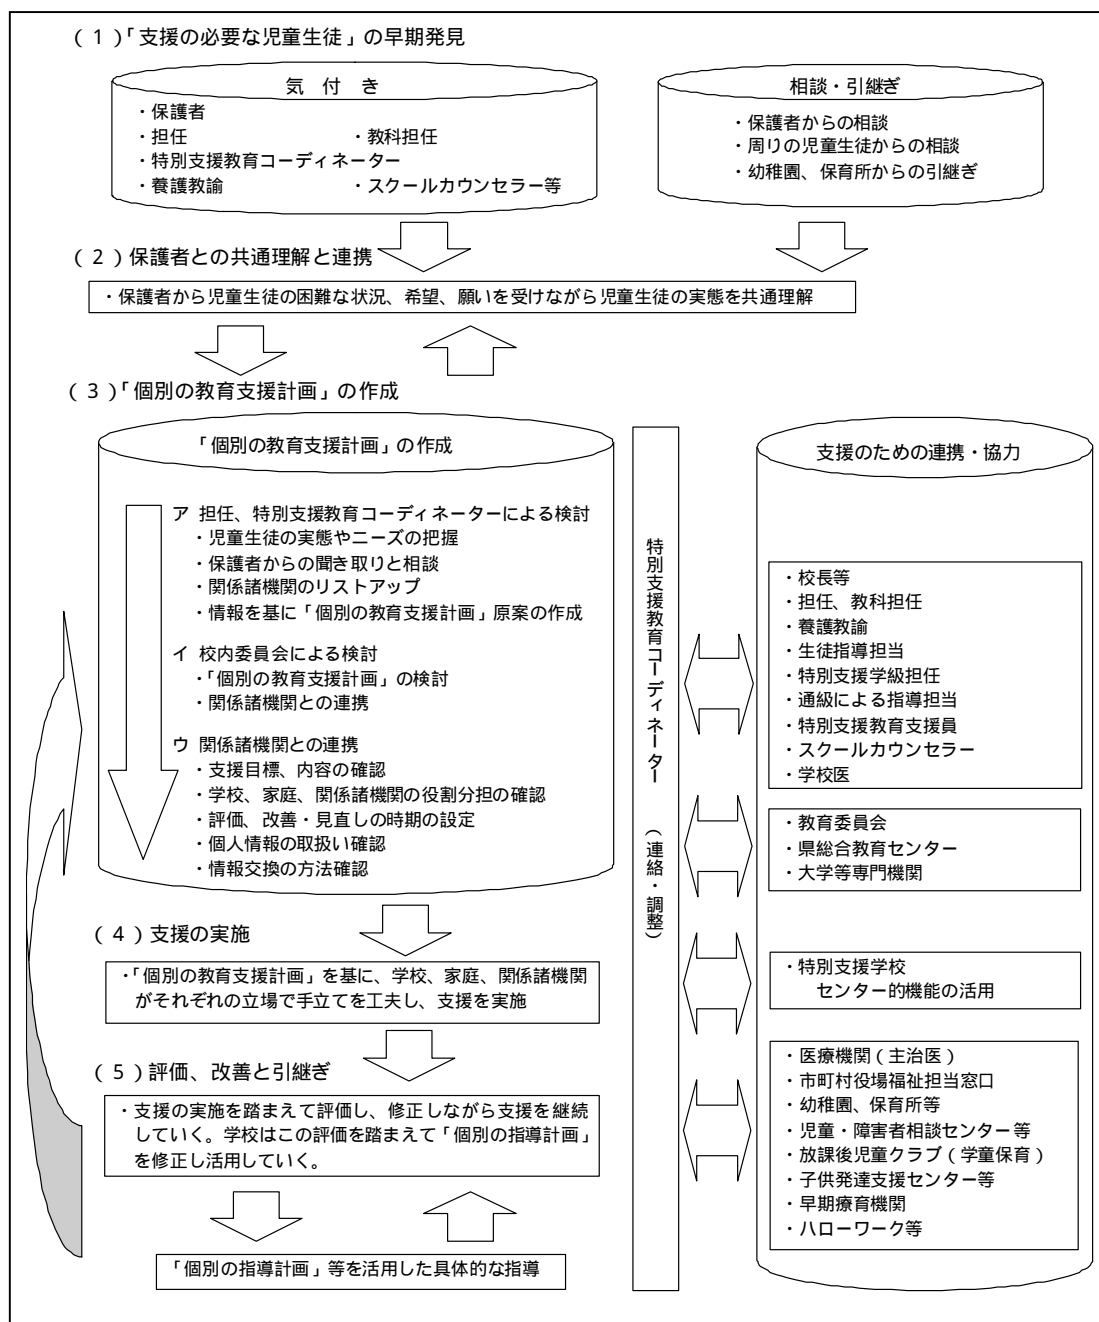 (1)「支援の必要な児童生徒」の早期発見
気 付 き
・保護者
・担任 ・教科担任
・特別支援教育コーディネーター
・養護教諭 ・スクールカウンセラー等
相談・引継ぎ
・保護者からの相談
・周りの児童生徒からの相談
・幼稚園、保育所からの引継ぎ
(2)保護者との共通理解と連携
・保護者から児童生徒の困難な状況、希望、願いを受けながら児童生徒の実態を共通理解
(3)「個別の教育支援計画」の作成
「個別の教育支援計画」の作成
ア 担任、特別支援教育コーディネーターによる検討
・児童生徒の実態やニーズの把握
・保護者からの聞き取りと相談
・関係諸機関のリストアップ
・情報を基に「個別の教育支援計画」原案の作成
イ 校内委員会による検討
・「個別の教育支援計画」の検討
・関係諸機関との連携
ウ 関係諸機関との連携
・支援目標、内容の確認
・学校、家庭、関係諸機関の役割分担の確認
・評価、改善・見直しの時期の設定
・個人情報の取扱い確認
・情報交換の方法確認
特別支援教育コーディネーター (連絡・調整)
支援のための連携・協力
・校長等
・担任、教科担任
・養護教諭
・生徒指導担当
・特別支援学級担任
・通級による指導担当
・特別支援教育支援員
・スクールカウンセラー
・学校医
・教育委員会
・県総合教育センター
・大学等専門機関
・特別支援学校
センター的機能の活用
・医療機関(主治医)
・市町村役場福祉担当窓口
・幼稚園、保育所等
・児童・障害者相談センター等
・放課後児童クラブ(学童保育)
・子供発達支援センター等
・早期療育機関
・ハローワーク等
(4)支援の実施
・「個別の教育支援計画」を基に、学校、家庭、関係諸機関
がそれぞれの立場で手立てを工夫し、支援を実施
(5)評価、改善と引継ぎ
・支援の実施を踏まえて評価し、修正しながら支援を継続
していく。学校はこの評価を踏まえて「個別の指導計画」
を修正し活用していく。
「個別の指導計画」等を活用した具体的な指導